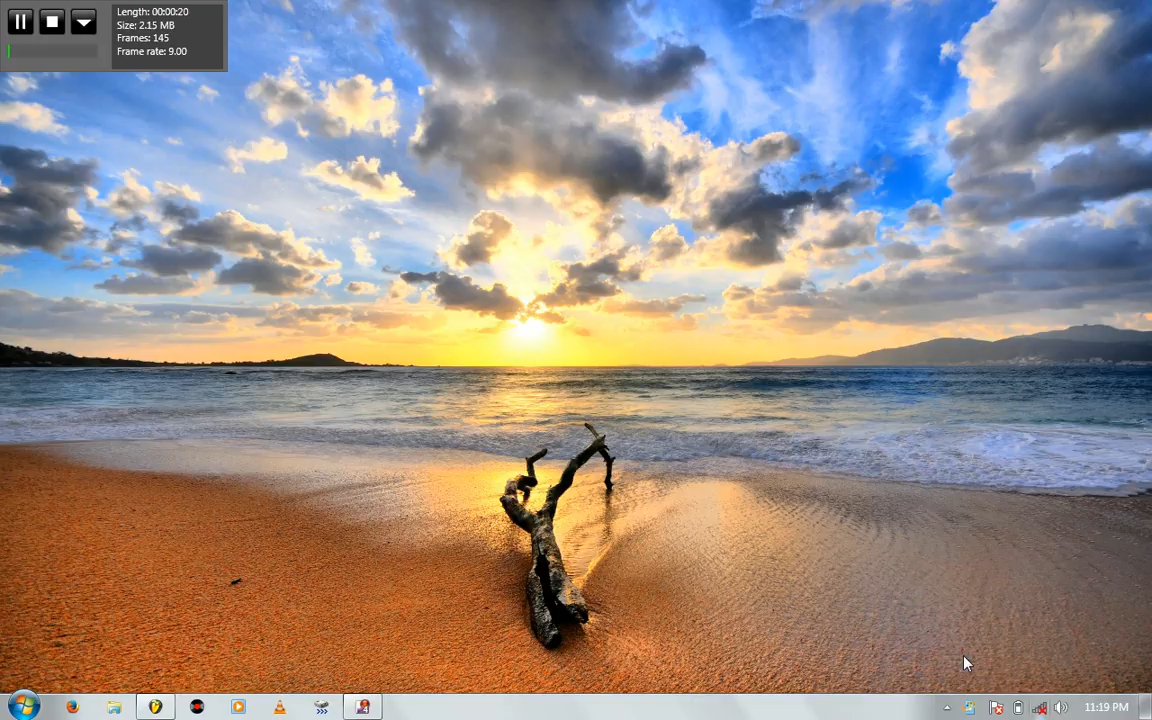 Length: 00:00:20
Size: 2.15 MB
Frames: 145
Frame rate: 9.00
11:19 PM